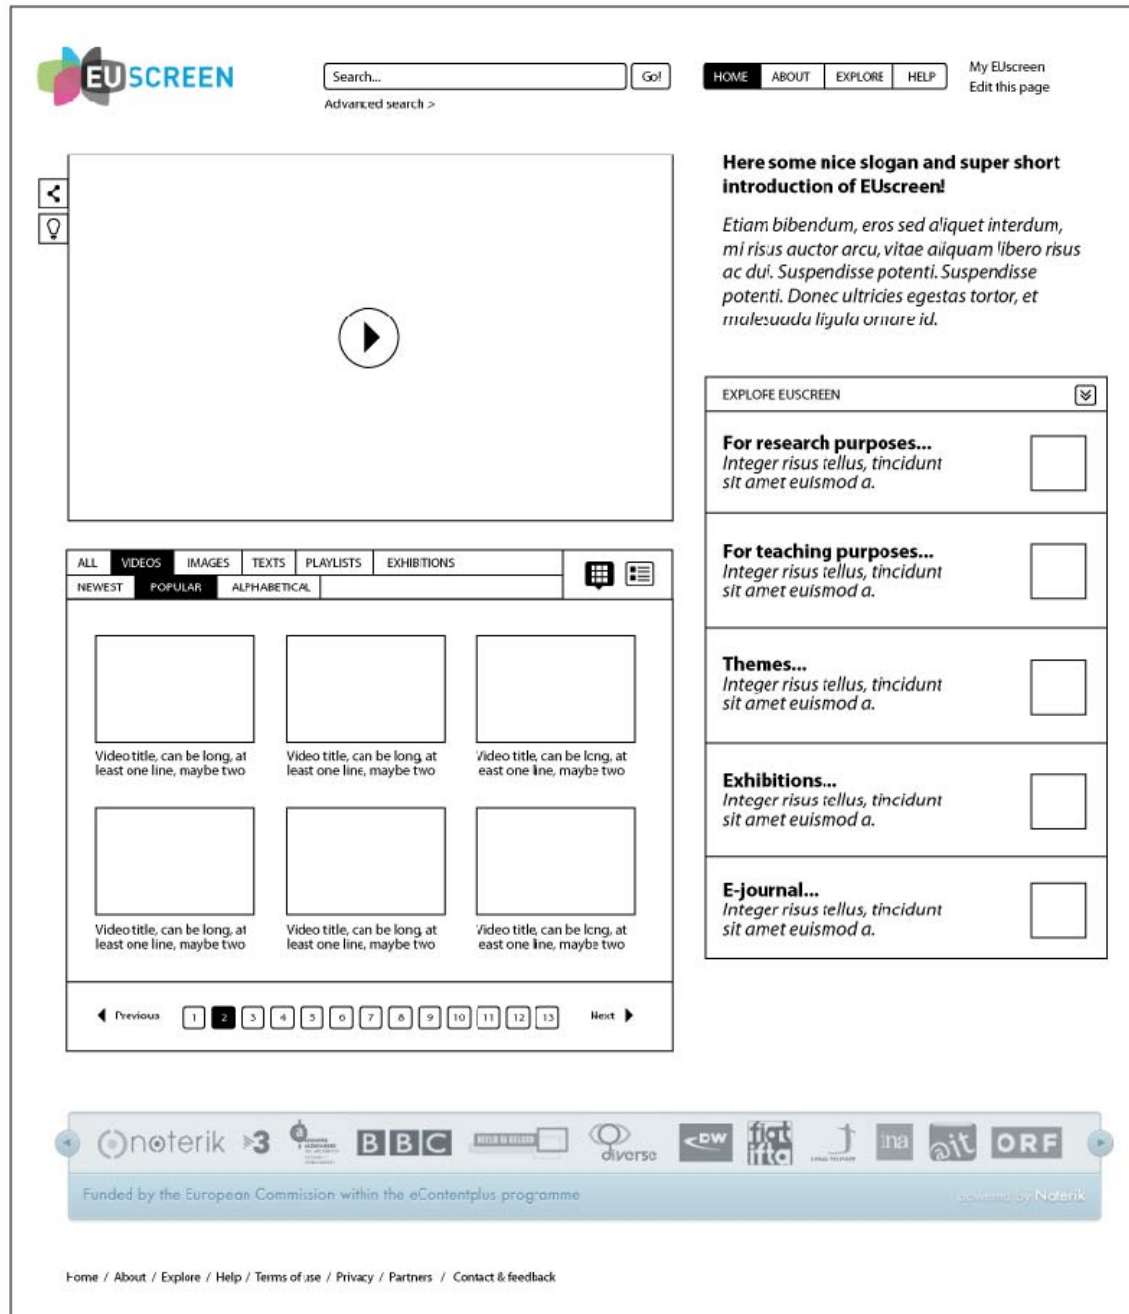 EUSCREEN
Search...
Go!
HOME ABOUT EXPLORE HELP
My EUscreen
Edit this page
Advanced search >
Here some nice slogan and super short
introduction of EUscreen!
Etiam bibendum, eros sed aliquet interdum,
mi risus auctor arcu, vitae aliquam libero risus
ac dui. Suspendisse potenti. Suspendisse
potenti. Donec ultricies egestas tortor, et
malesuada ligula ornare id.
EXPLORE EUSCREEN
For research purposes...
Integer risus tellus, tincidunt
sit amet euismod a.
For teaching purposes...
Integer risus tellus, tincidunt
sit amet euismod a.
Themes...
Integer risus tellus, tincidunt
sit amet euismod a.
Exhibitions...
Integer risus tellus, tincidunt
sit amet euismod a.
E-journal...
Integer risus tellus, tincidunt
sit amet euismod a.
ALL VIDEOS IMAGES TEXTS PLAYLISTS EXHIBITIONS
NEWEST POPULAR ALPHABETICAL
Video title, can be long, at
least one line, maybe two
Video title, can be long, at
least one line, maybe two
Video title, can be long, at
least one line, maybe two
Video title, can be long, at
least one line, maybe two
Video title, can be long, at
least one line, maybe two
Video title, can be long, at
least one line, maybe two
Previous 1 2 3 4 5 6 7 8 9 10 11 12 13 Next
noterik 3 BBC diverse DW fiat ifta ina @it ORF
Funded by the European Commission within the eContentplus programme
powered by Noterik
Home / About / Explore / Help / Terms of use / Privacy / Partners / Contact & feedback